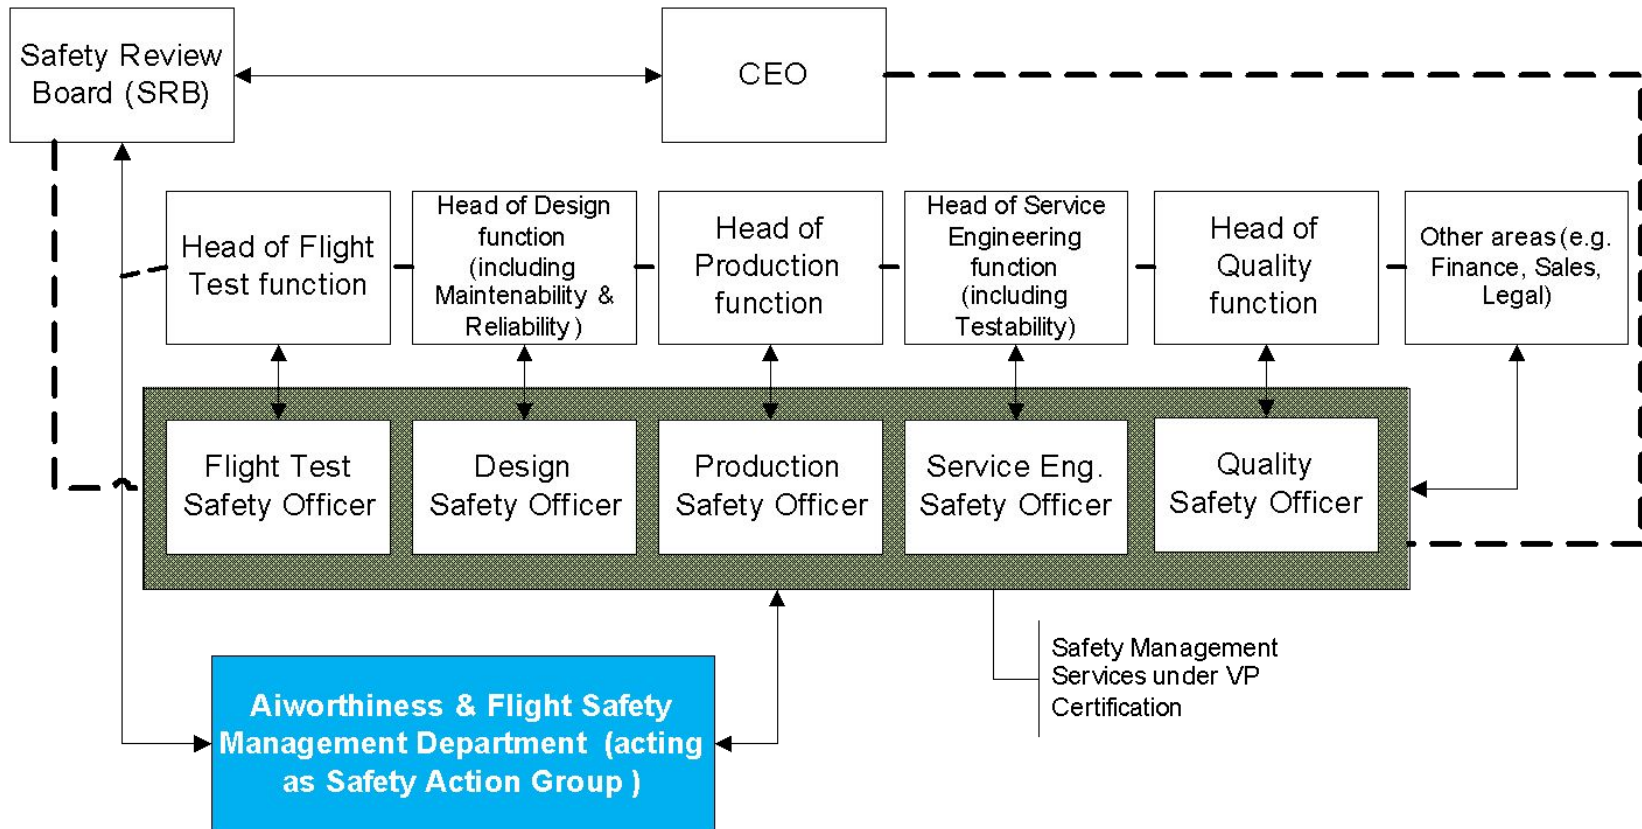 Safety Review
Board (SRB)
CEO
Head of Flight
Test function
Head of Design
function
(including
Maintenability &
Reliability)
Head of
Production
function
Head of Service
Engineering
function
(including
Testability)
Head of
Quality
function
Other areas (e.g.
Finance, Sales,
Legal)
Flight Test
Safety Officer
Design
Safety Officer
Production
Safety Officer
Service Eng.
Safety Officer
Quality
Safety Officer
Safety Management
Services under VP
Certification
Aiworthiness & Flight Safety
Management Department (acting
as Safety Action Group )